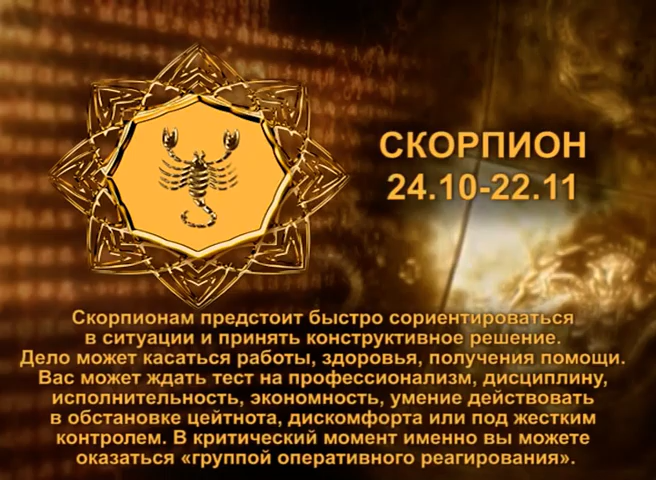 СКОРПИОН
24.10-22.11
Скорпионам предстоит быстро сориентироваться
в ситуации и принять конструктивное решение.
Дело может касаться работы, здоровья, получения помощи.
Вас может ждать тест на профессионализм, дисциплину,
исполнительность, экономность, умение действовать
в обстановке цейтнота, дискомфорта или под жестким
контролем. В критический момент именно вы можете
оказаться «группой оперативного реагирования».